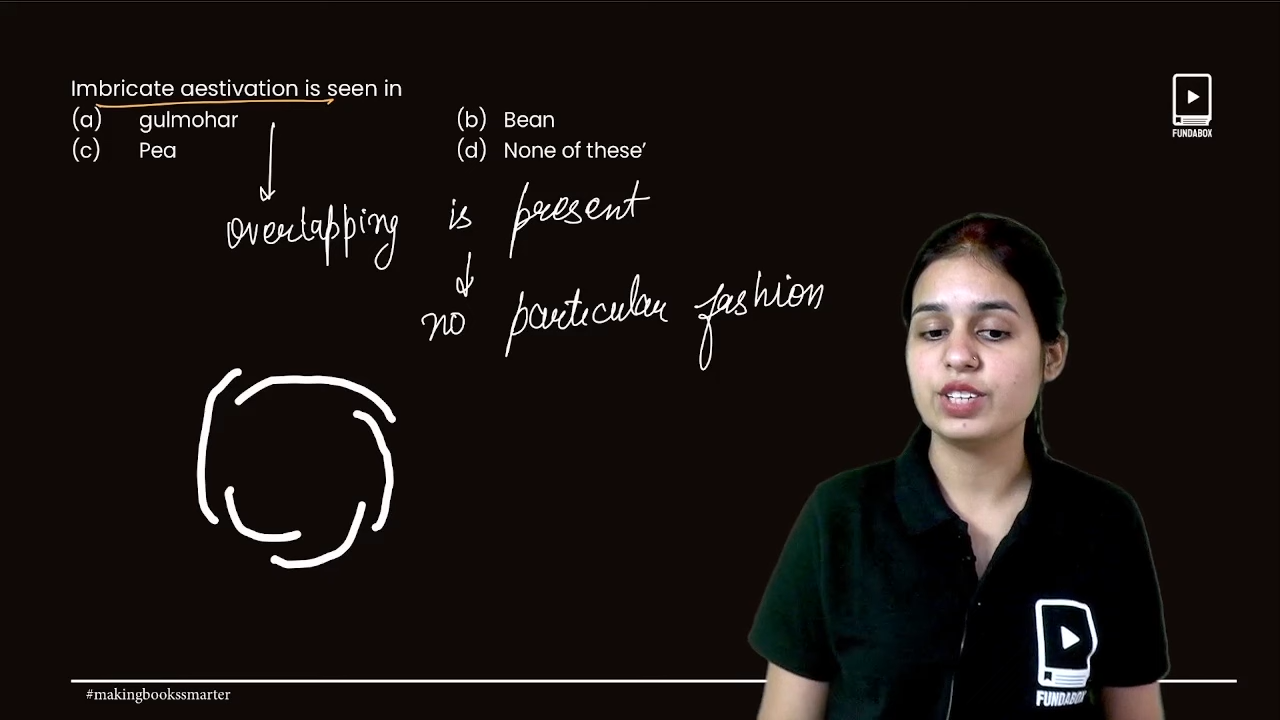 Imbricate aestivation is seen in
(a) gulmohar (b) Bean
(c) Pea (d) None of these’
overlapping is present
no particular fashion
FUNDABOX
FUNDABOX
#makingbookssmarter